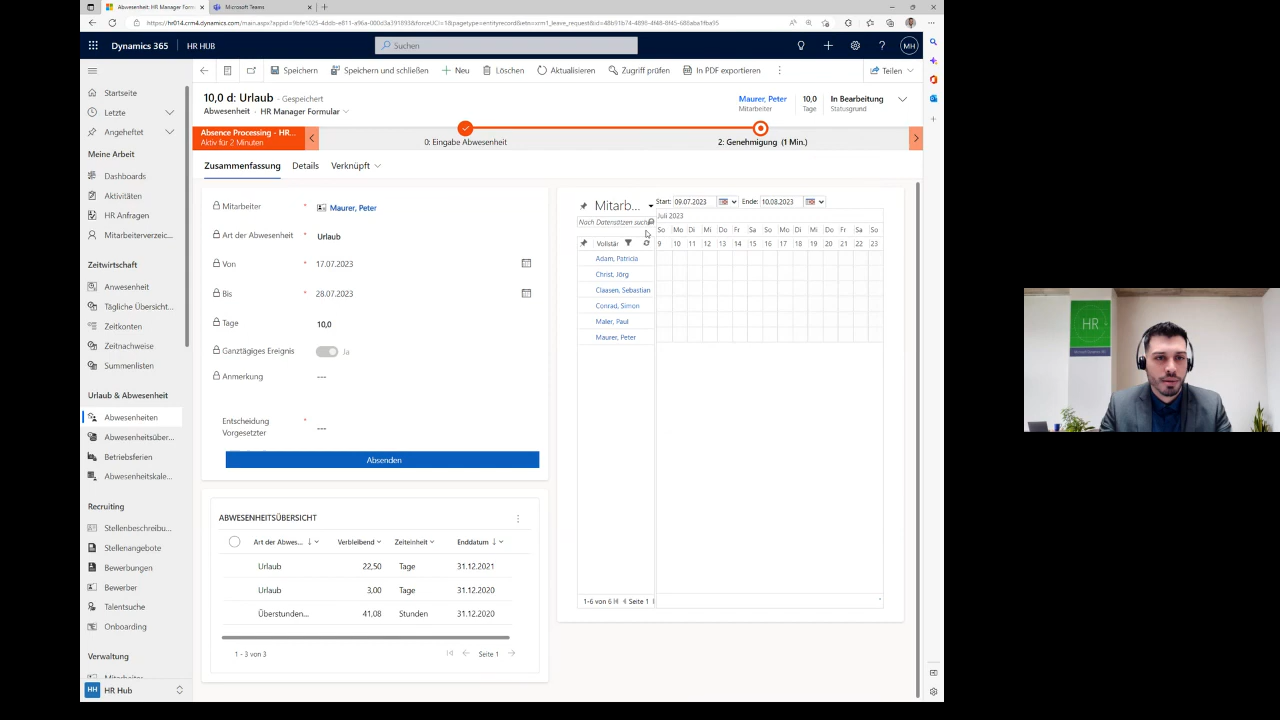 Abwesenheit: HR Manager Form
Microsoft Teams
Dynamics 365
HR HUB
Suchen
MH
Speichern
Speichern und schließen
Neu
Löschen
Aktualisieren
Zugriff prüfen
In PDF exportieren
Teilen
Startseite
Letzte
Angeheftet
Meine Arbeit
Dashboards
Aktivitäten
HR Anfragen
Mitarbeiterverzeic...
Zeitwirtschaft
Anwesenheit
Tägliche Übersicht...
Zeitkonten
Zeitnachweise
Summenlisten
Urlaub & Abwesenheit
Abwesenheiten
Abwesenheitsüber...
Betriebsferien
Abwesenheitskale...
Recruiting
Stellenbeschreibu...
Stellenangebote
Bewerbungen
Bewerber
Talentsuche
Onboarding
Verwaltung
HH HR Hub
10,0 d: Urlaub - Gespeichert
Abwesenheit · HR Manager Formular
Maurer, Peter
Mitarbeiter
10,0
Tage
In Bearbeitung
Statusgrund
Absence Processing - HR...
Aktiv für 2 Minuten
0: Eingabe Abwesenheit
2: Genehmigung (1 Min.)
Zusammenfassung Details Verknüpft
Mitarbeiter * Maurer, Peter
Art der Abwesenheit * Urlaub
Von * 17.07.2023
Bis * 28.07.2023
Tage * 10,0
Ganztägiges Ereignis Ja
Anmerkung ---
Entscheidung
Vorgesetzter
* ---
Absenden
ABWESENHEITSÜBERSICHT
Art der Abwes... Verbleibend Zeiteinheit Enddatum
Urlaub 22,50 Tage 31.12.2021
Urlaub 3,00 Tage 31.12.2020
Überstunden... 41,08 Stunden 31.12.2020
1 - 3 von 3
Seite 1
Mitarb...
Start: 09.07.2023 Ende: 10.08.2023
Nach Datensätzen suche
Juli 2023
So Mo Di Mi Do Fr Sa So Mo Di Mi Do Fr Sa So
Vollstär
9 10 11 12 13 14 15 16 17 18 19 20 21 22 23
Adam, Patricia
Christ, Jörg
Claasen, Sebastian
Conrad, Simon
Maler, Paul
Maurer, Peter
1-6 von 6
Seite 1
HR